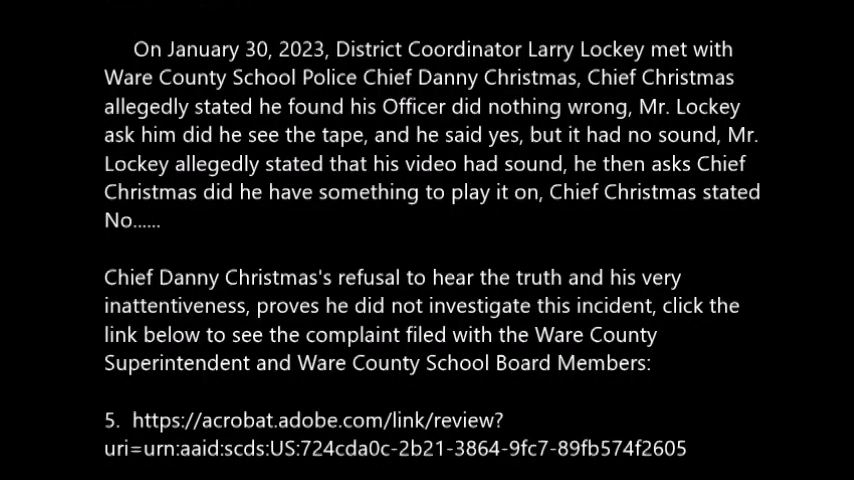 On January 30, 2023, District Coordinator Larry Lockey met with
Ware County School Police Chief Danny Christmas, Chief Christmas
allegedly stated he found his Officer did nothing wrong, Mr. Lockey
ask him did he see the tape, and he said yes, but it had no sound, Mr.
Lockey allegedly stated that his video had sound, he then asks Chief
Christmas did he have something to play it on, Chief Christmas stated
No......
Chief Danny Christmas's refusal to hear the truth and his very
inattentiveness, proves he did not investigate this incident, click the
link below to see the complaint filed with the Ware County
Superintendent and Ware County School Board Members:
5. https://acrobat.adobe.com/link/review?
uri=urn:aaid:scds:US:724cda0c-2b21-3864-9fc7-89fb574f2605